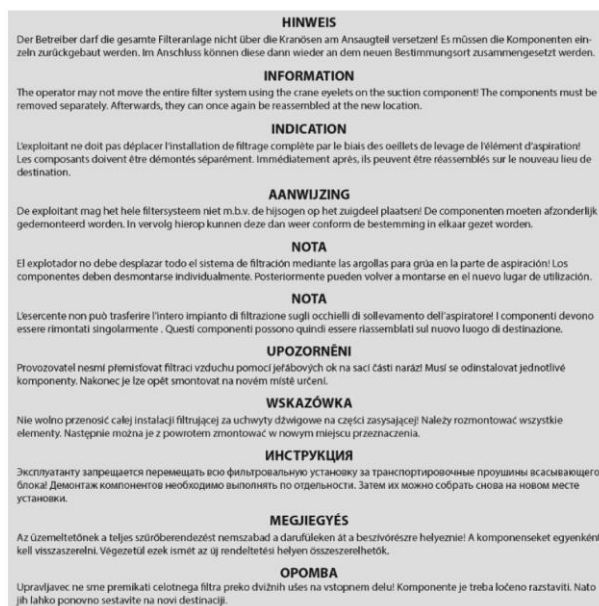 HINWEIS
Der Betreiber darf die gesamte Filteranlage nicht über die Kranösen am Ansaugteil versetzen! Es müssen die Komponenten ein-
zeln zurückgebaut werden. Im Anschluss können diese dann wieder an dem neuen Bestimmungsort zusammengesetzt werden.
INFORMATION
The operator may not move the entire filter system using the crane eyelets on the suction component! The components must be
removed separately. Afterwards, they can once again be reassembled at the new location.
INDICATION
L'exploitant ne doit pas déplacer l'installation de filtrage complète par le biais des oeillets de levage de l'élément d'aspiration!
Les composants doivent être démontés séparément. Immédiatement après, ils peuvent être réassemblés sur le nouveau lieu de
destination.
AANWIJZING
De exploitant mag het hele filtersysteem niet m.b.v. de hijsogen op het zuigdeel plaatsen! De componenten moeten afzonderlijk
gedemonteerd worden. In vervolg hierop kunnen deze dan weer conform de bestemming in elkaar gezet worden.
NOTA
El explotador no debe desplazar todo el sistema de filtración mediante las argollas para grúa en la parte de aspiración! Los
componentes deben desmontarse individualmente. Posteriormente pueden volver a montarse en el nuevo lugar de utilización.
NOTA
L'esercente non può trasferire l'intero impianto di filtrazione sugli occhielli di sollevamento dell'aspiratore! I componenti devono
essere rimontati singolarmente . Questi componenti possono quindi essere riassemblati sul nuovo luogo di destinazione.
UPOZORNĚNI
Provozovatel nesmí přemisťovat filtraci vzduchu pomocí jeřábových ok na sací části naráz! Musí se odinstalovat jednotlivé
komponenty. Nakonec je lze opět smontovat na novém místě určení.
WSKAZÓWKA
Nie wolno przenosić całej instalacji filtrującej za uchwyty dźwigowe na części zasysającej! Należy rozmontować wszystkie
elementy. Następnie można je z powrotem zmontować w nowym miejscu przeznaczenia.
ИНСТРУКЦИЯ
Эксплуатанту запрещается перемещать всю фильтровальную установку за транспортировочные проушины всасывающего
блока! Демонтаж компонентов необходимо выполнять по отдельности. Затем их можно собрать снова на новом месте
установки.
MEGJIEGYÉS
Az üzemeltetőnek a teljes szűrőberendezést nemszabad a darufüleken át a beszívórészre helyeznie! A komponenseket egyenként
kell visszaszerelni. Végezetül ezek ismét az új rendeltetési helyen összeszerelhetők.
OPOMBA
Upravljavec ne sme premikati celotnega filtra preko dvižnih ušes na vstopnem delu! Komponente je treba ločeno razstaviti. Nato
jih lahko ponovno sestavite na novi destinaciji.